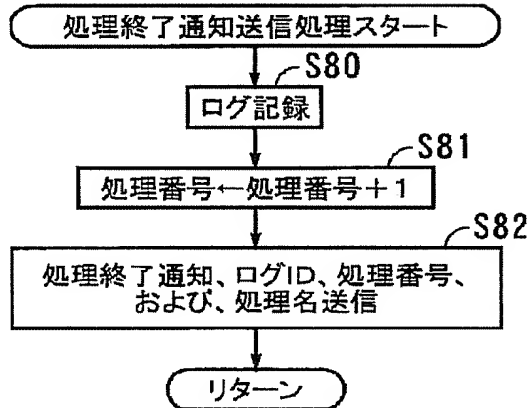 処理終了通知送信処理スタート
S80
ログ記録
S81
処理番号←処理番号+1
S82
処理終了通知、ログID、処理番号、
および、処理名送信
リターン